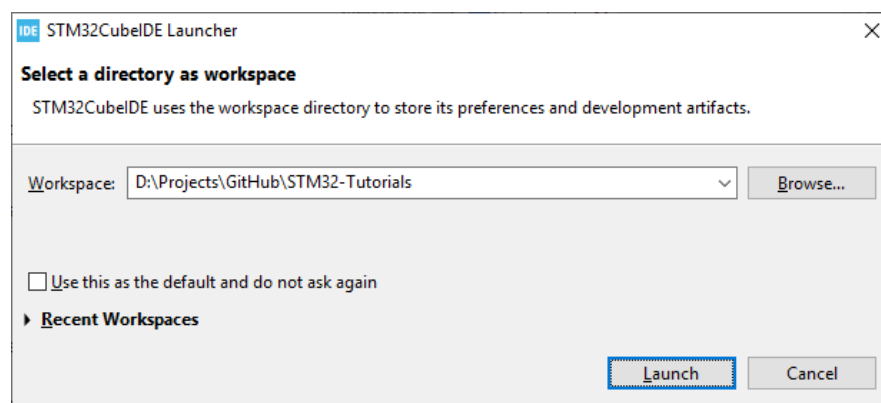 IDE STM32CubeIDE Launcher
Select a directory as workspace
STM32CubeIDE uses the workspace directory to store its preferences and development artifacts.
Workspace: D:\Projects\GitHub\STM32-Tutorials Browse...
Use this as the default and do not ask again
Recent Workspaces
Launch Cancel